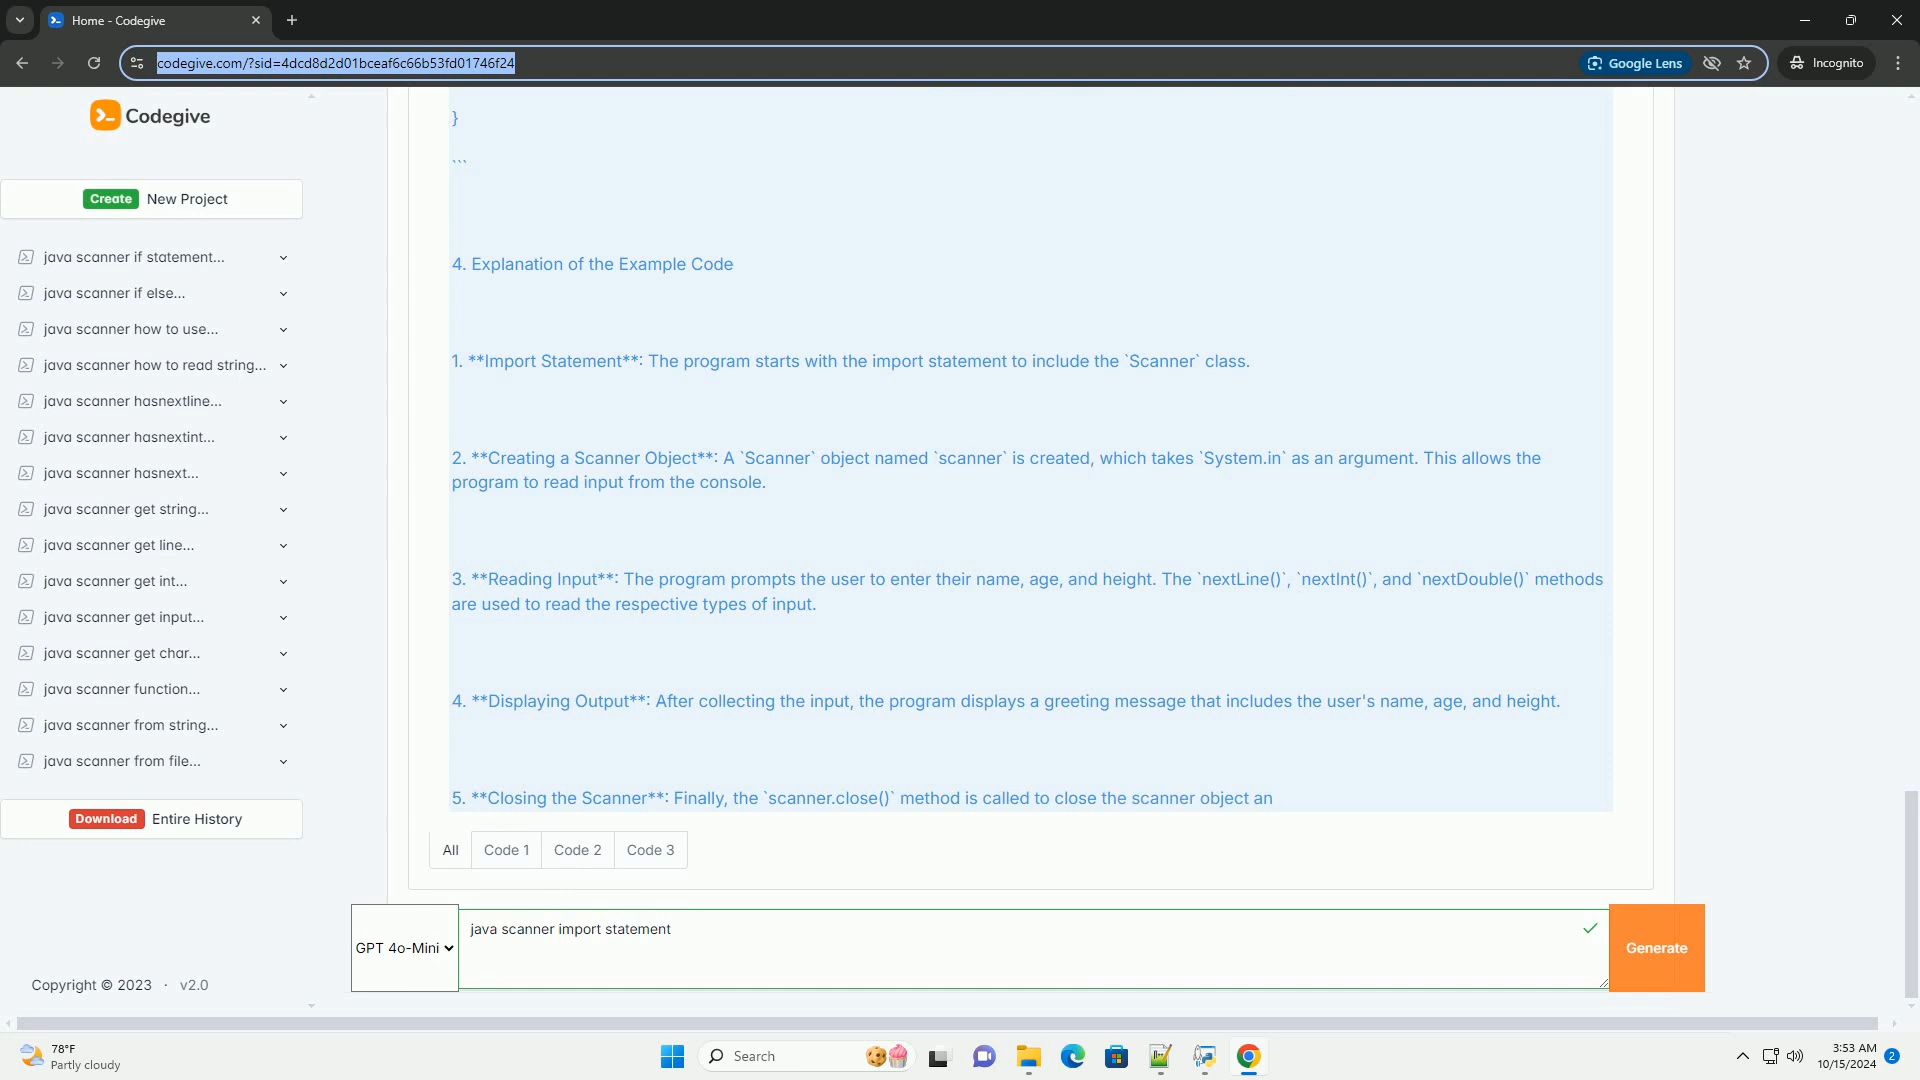 Home - Codegive
codegive.com/?sid=4dcd8d2d01bceaf6c66b53fd01746f24
Google Lens
Incognito
Codegive
Create New Project
java scanner if statement...
java scanner if else...
java scanner how to use...
java scanner how to read string...
java scanner hasnextline...
java scanner hasnextint...
java scanner hasnext...
java scanner get string...
java scanner get line...
java scanner get int...
java scanner get input...
java scanner get char...
java scanner function...
java scanner from string...
java scanner from file...
Download Entire History
Copyright © 2023 · v2.0
}
```
4. Explanation of the Example Code
1. **Import Statement**: The program starts with the import statement to include the `Scanner` class.
2. **Creating a Scanner Object**: A `Scanner` object named `scanner` is created, which takes `System.in` as an argument. This allows the
program to read input from the console.
3. **Reading Input**: The program prompts the user to enter their name, age, and height. The `nextLine()`, `nextInt()`, and `nextDouble()` methods
are used to read the respective types of input.
4. **Displaying Output**: After collecting the input, the program displays a greeting message that includes the user's name, age, and height.
5. **Closing the Scanner**: Finally, the `scanner.close()` method is called to close the scanner object an
All Code 1 Code 2 Code 3
GPT 4o-Mini
java scanner import statement
Generate
78°F
Partly cloudy
Search
3:53 AM
10/15/2024
2